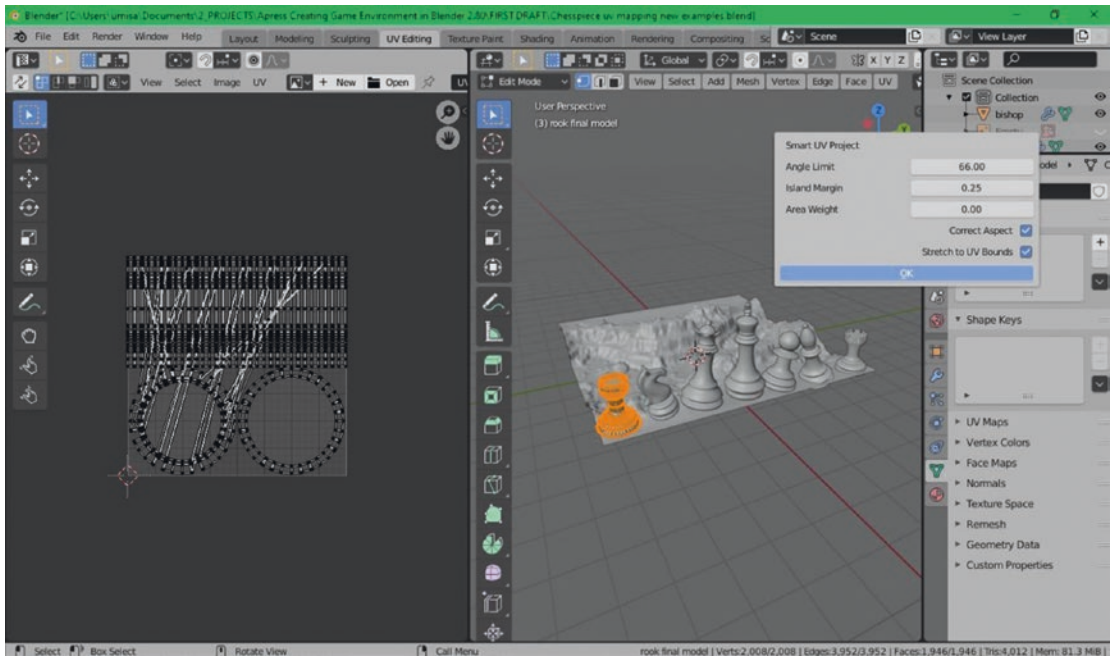 Blender* [C:\Users\umisa\Documents\2_PROJECTS\Apress Creating Game Environment in Blender 2.80\FIRST DRAFT\Chesspiece uv mapping new examples.blend]
File Edit Render Window Help Layout Modeling Sculpting UV Editing Texture Paint Shading Animation Rendering Compositing Sc Scene View Layer
Global X Y Z
View Select Image UV + New Open UV Edit Mode View Select Add Mesh Vertex Edge Face UV
Scene Collection
Collection
bishop
User Perspective
(3) rook final model
Smart UV Project
Angle Limit 66.00
Island Margin 0.25
Area Weight 0.00
Correct Aspect
Stretch to UV Bounds
OK
odel
Shape Keys
UV Maps
Vertex Colors
Face Maps
Normals
Texture Space
Remesh
Geometry Data
Custom Properties
Select Box Select Rotate View Call Menu rook final model | Verts:2,008/2,008 | Edges:3,952/3,952 | Faces:1,946/1,946 | Tris:4,012 | Mem: 81.3 MiB |